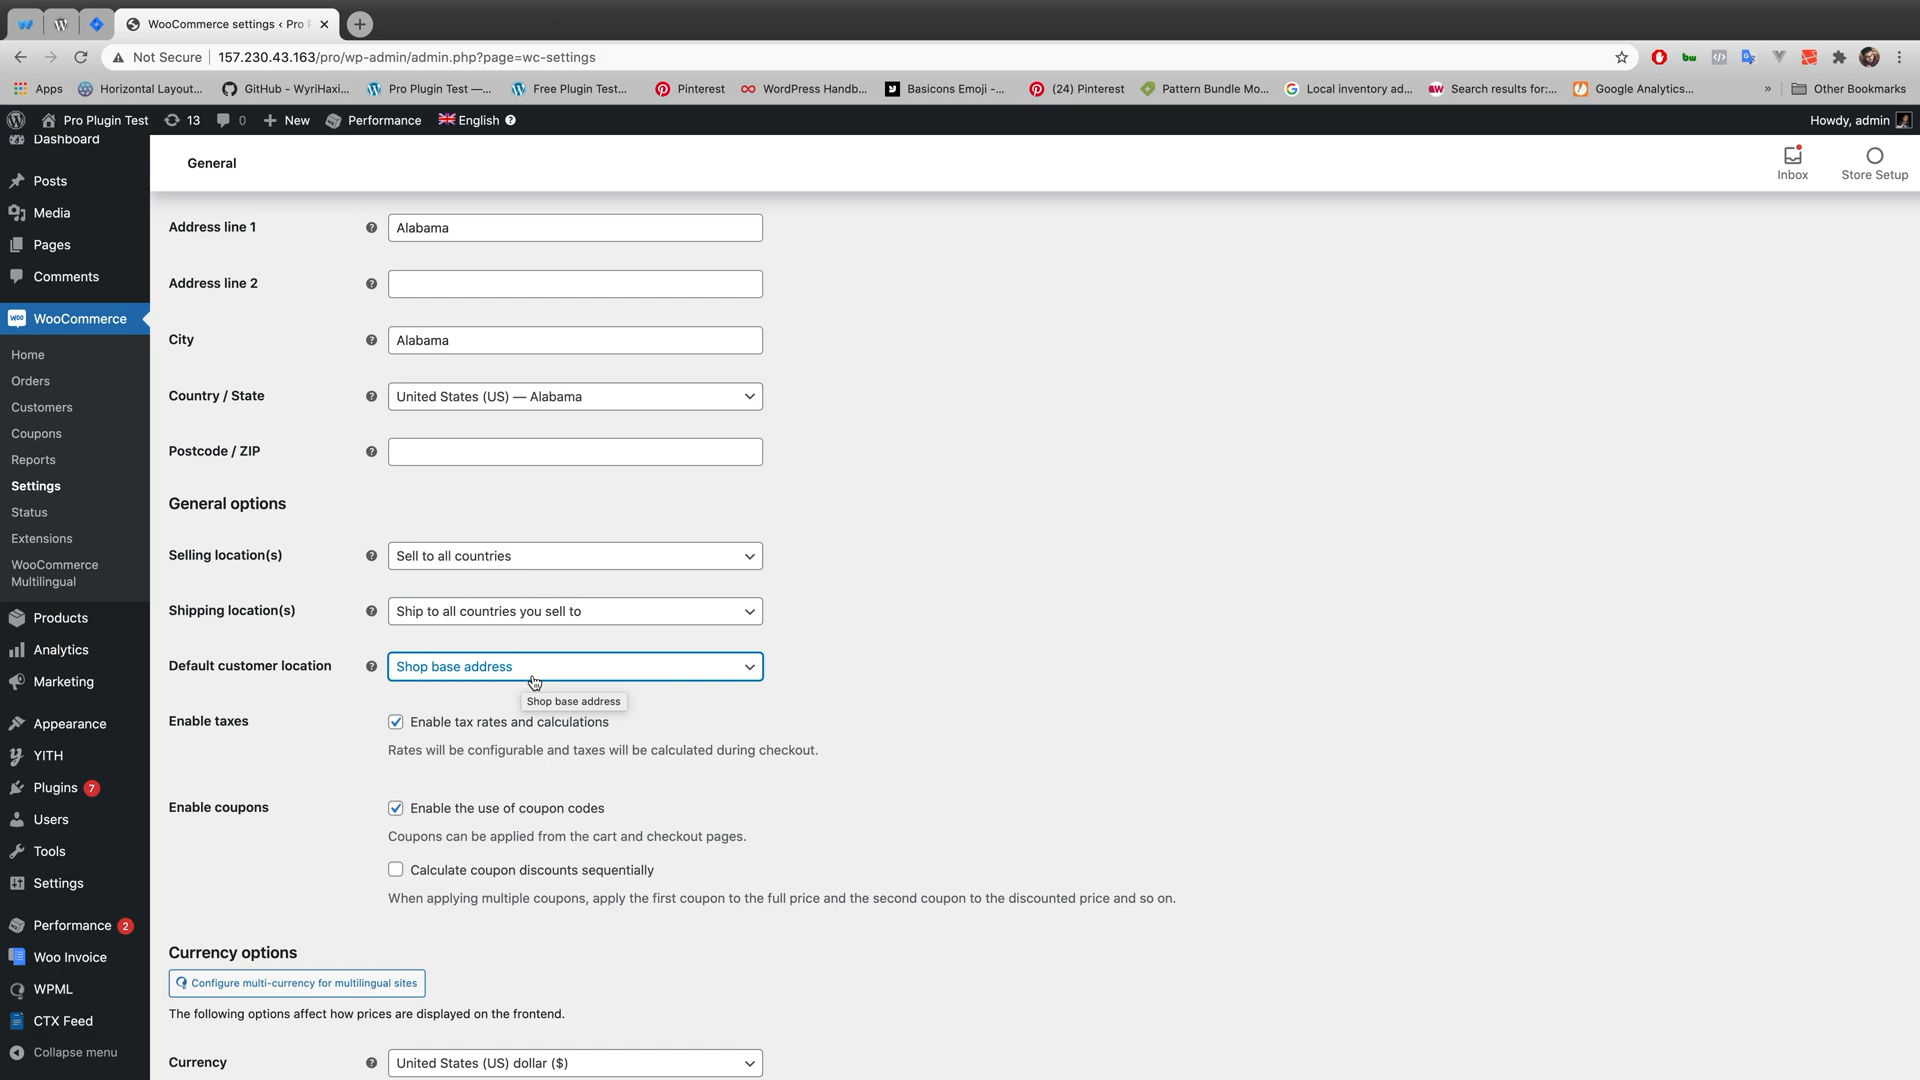 WooCommerce settings ‹ Pro P
Not Secure
157.230.43.163/pro/wp-admin/admin.php?page=wc-settings
bw
Apps
Horizontal Layout...
GitHub - WyriHaxi...
Pro Plugin Test —...
Free Plugin Test...
Pinterest
WordPress Handb...
Basicons Emoji -...
(24) Pinterest
Pattern Bundle Mo...
Local inventory ad...
Search results for:...
Google Analytics...
»
Other Bookmarks
Pro Plugin Test
13
0
New
Performance
English
Howdy, admin
Dashboard
Posts
Media
Pages
Comments
WooCommerce
Home
Orders
Customers
Coupons
Reports
Settings
Status
Extensions
WooCommerce
Multilingual
Products
Analytics
Marketing
Appearance
YITH
Plugins 7
Users
Tools
Settings
Performance 2
Woo Invoice
WPML
CTX Feed
Collapse menu
General
Inbox
Store Setup
Address line 1
Alabama
Address line 2
City
Alabama
Country / State
United States (US) — Alabama
Postcode / ZIP
General options
Selling location(s)
Sell to all countries
Shipping location(s)
Ship to all countries you sell to
Default customer location
Shop base address
Shop base address
Enable taxes
Enable tax rates and calculations
Rates will be configurable and taxes will be calculated during checkout.
Enable coupons
Enable the use of coupon codes
Coupons can be applied from the cart and checkout pages.
Calculate coupon discounts sequentially
When applying multiple coupons, apply the first coupon to the full price and the second coupon to the discounted price and so on.
Currency options
Configure multi-currency for multilingual sites
The following options affect how prices are displayed on the frontend.
Currency
United States (US) dollar ($)